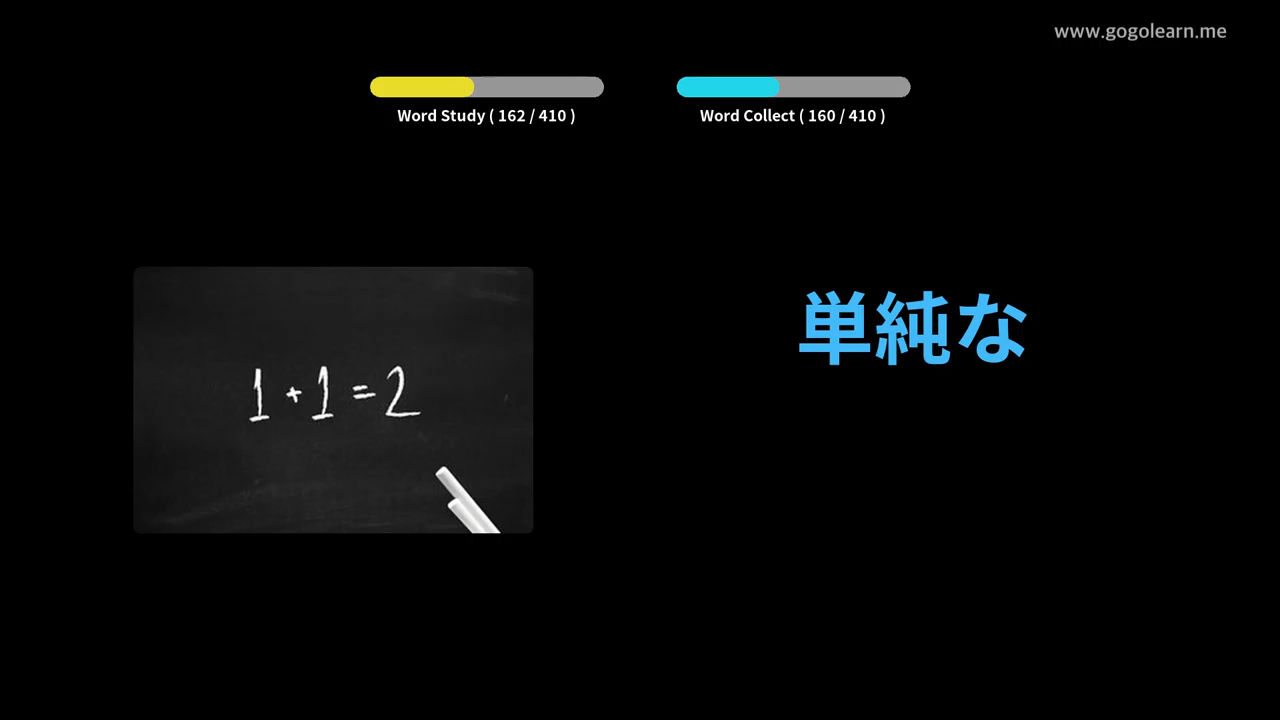 www.gogolearn.me
Word Study ( 162 / 410 )
Word Collect ( 160 / 410 )
1 + 1 = 2
単純な